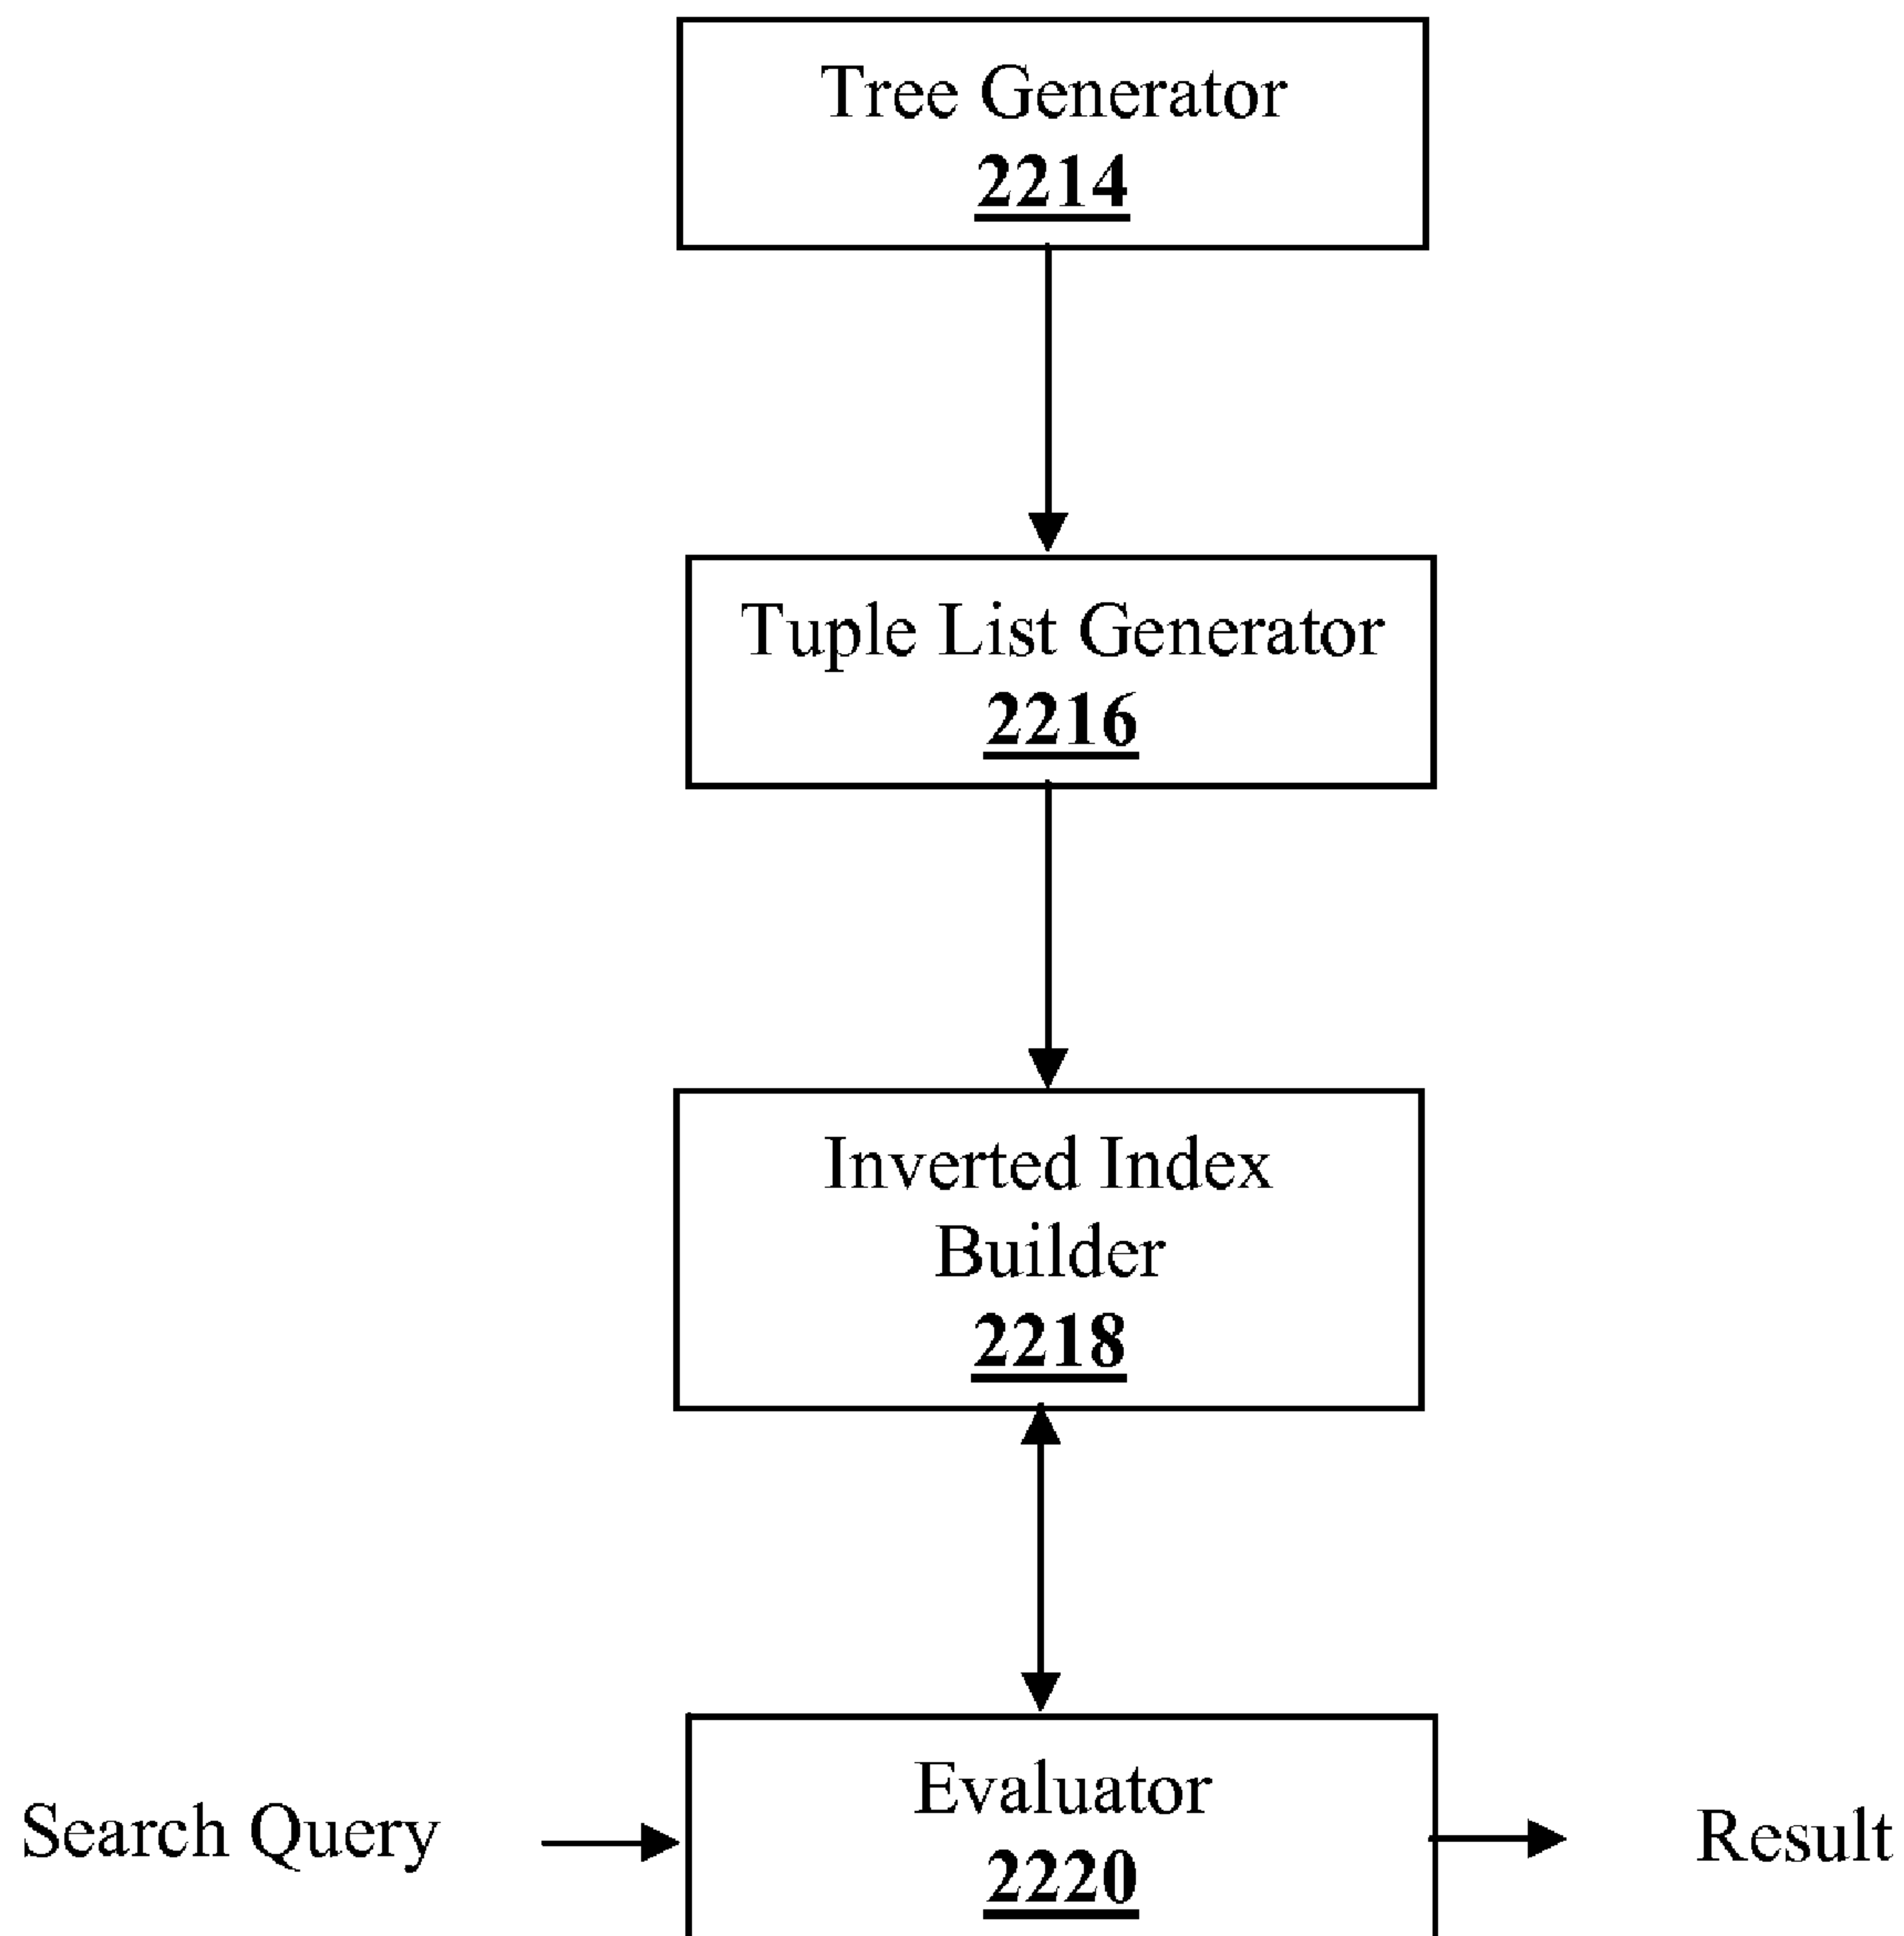 Tree Generator
2214
Tuple List Generator
2216
Inverted Index
Builder
2218
Evaluator
Search Query
Result
2220